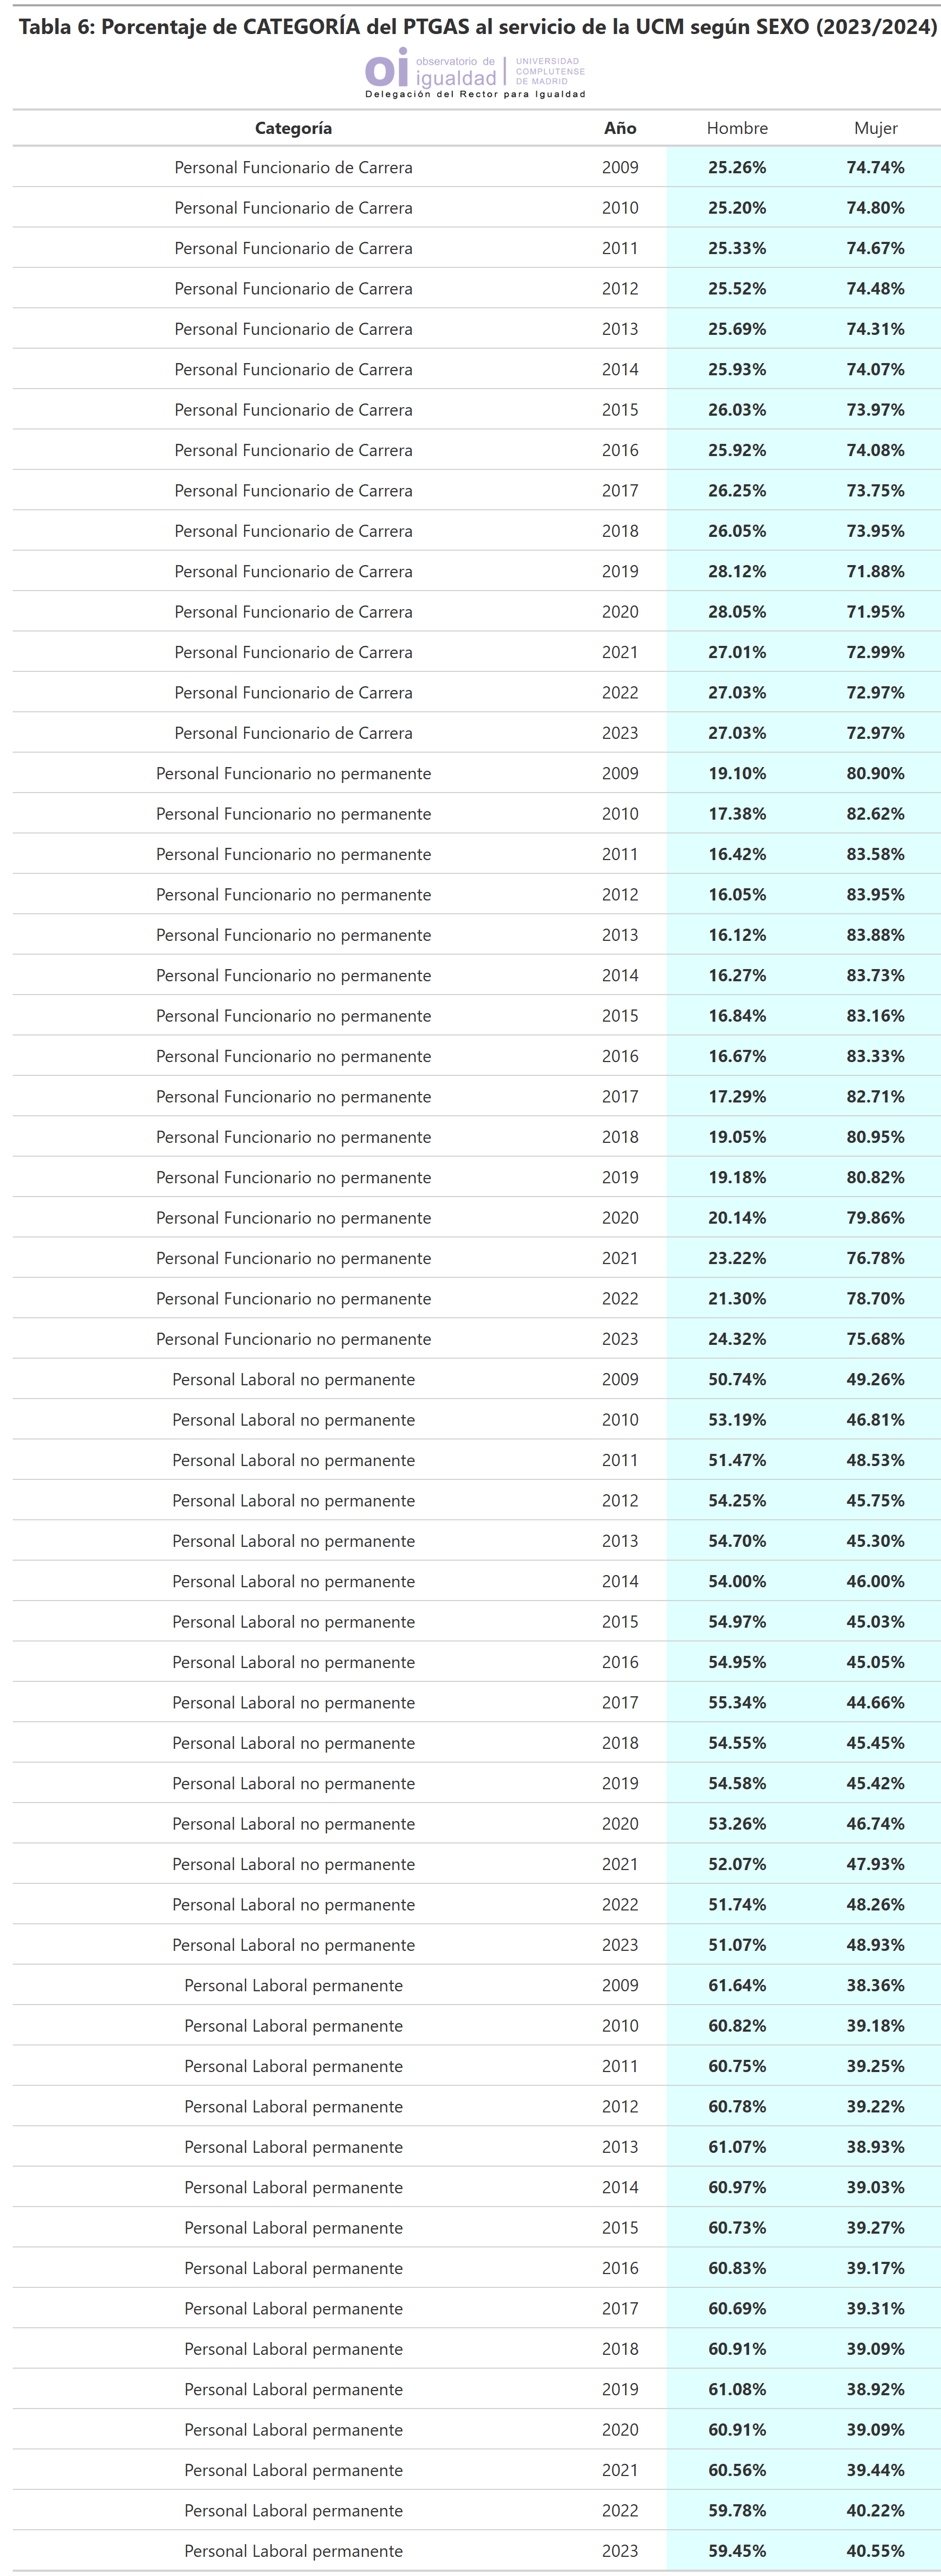 Tabla 6: Porcentaje de CATEGORÍA del PTGAS al servicio de la UCM según SEXO (2023/2024)
oi observatorio de igualdad | UNIVERSIDAD COMPLUTENSE DE MADRID
Delegación del Rector para Igualdad
Categoría Año Hombre Mujer
Personal Funcionario de Carrera 2009 25.26% 74.74%
Personal Funcionario de Carrera 2010 25.20% 74.80%
Personal Funcionario de Carrera 2011 25.33% 74.67%
Personal Funcionario de Carrera 2012 25.52% 74.48%
Personal Funcionario de Carrera 2013 25.69% 74.31%
Personal Funcionario de Carrera 2014 25.93% 74.07%
Personal Funcionario de Carrera 2015 26.03% 73.97%
Personal Funcionario de Carrera 2016 25.92% 74.08%
Personal Funcionario de Carrera 2017 26.25% 73.75%
Personal Funcionario de Carrera 2018 26.05% 73.95%
Personal Funcionario de Carrera 2019 28.12% 71.88%
Personal Funcionario de Carrera 2020 28.05% 71.95%
Personal Funcionario de Carrera 2021 27.01% 72.99%
Personal Funcionario de Carrera 2022 27.03% 72.97%
Personal Funcionario de Carrera 2023 27.03% 72.97%
Personal Funcionario no permanente 2009 19.10% 80.90%
Personal Funcionario no permanente 2010 17.38% 82.62%
Personal Funcionario no permanente 2011 16.42% 83.58%
Personal Funcionario no permanente 2012 16.05% 83.95%
Personal Funcionario no permanente 2013 16.12% 83.88%
Personal Funcionario no permanente 2014 16.27% 83.73%
Personal Funcionario no permanente 2015 16.84% 83.16%
Personal Funcionario no permanente 2016 16.67% 83.33%
Personal Funcionario no permanente 2017 17.29% 82.71%
Personal Funcionario no permanente 2018 19.05% 80.95%
Personal Funcionario no permanente 2019 19.18% 80.82%
Personal Funcionario no permanente 2020 20.14% 79.86%
Personal Funcionario no permanente 2021 23.22% 76.78%
Personal Funcionario no permanente 2022 21.30% 78.70%
Personal Funcionario no permanente 2023 24.32% 75.68%
Personal Laboral no permanente 2009 50.74% 49.26%
Personal Laboral no permanente 2010 53.19% 46.81%
Personal Laboral no permanente 2011 51.47% 48.53%
Personal Laboral no permanente 2012 54.25% 45.75%
Personal Laboral no permanente 2013 54.70% 45.30%
Personal Laboral no permanente 2014 54.00% 46.00%
Personal Laboral no permanente 2015 54.97% 45.03%
Personal Laboral no permanente 2016 54.95% 45.05%
Personal Laboral no permanente 2017 55.34% 44.66%
Personal Laboral no permanente 2018 54.55% 45.45%
Personal Laboral no permanente 2019 54.58% 45.42%
Personal Laboral no permanente 2020 53.26% 46.74%
Personal Laboral no permanente 2021 52.07% 47.93%
Personal Laboral no permanente 2022 51.74% 48.26%
Personal Laboral no permanente 2023 51.07% 48.93%
Personal Laboral permanente 2009 61.64% 38.36%
Personal Laboral permanente 2010 60.82% 39.18%
Personal Laboral permanente 2011 60.75% 39.25%
Personal Laboral permanente 2012 60.78% 39.22%
Personal Laboral permanente 2013 61.07% 38.93%
Personal Laboral permanente 2014 60.97% 39.03%
Personal Laboral permanente 2015 60.73% 39.27%
Personal Laboral permanente 2016 60.83% 39.17%
Personal Laboral permanente 2017 60.69% 39.31%
Personal Laboral permanente 2018 60.91% 39.09%
Personal Laboral permanente 2019 61.08% 38.92%
Personal Laboral permanente 2020 60.91% 39.09%
Personal Laboral permanente 2021 60.56% 39.44%
Personal Laboral permanente 2022 59.78% 40.22%
Personal Laboral permanente 2023 59.45% 40.55%